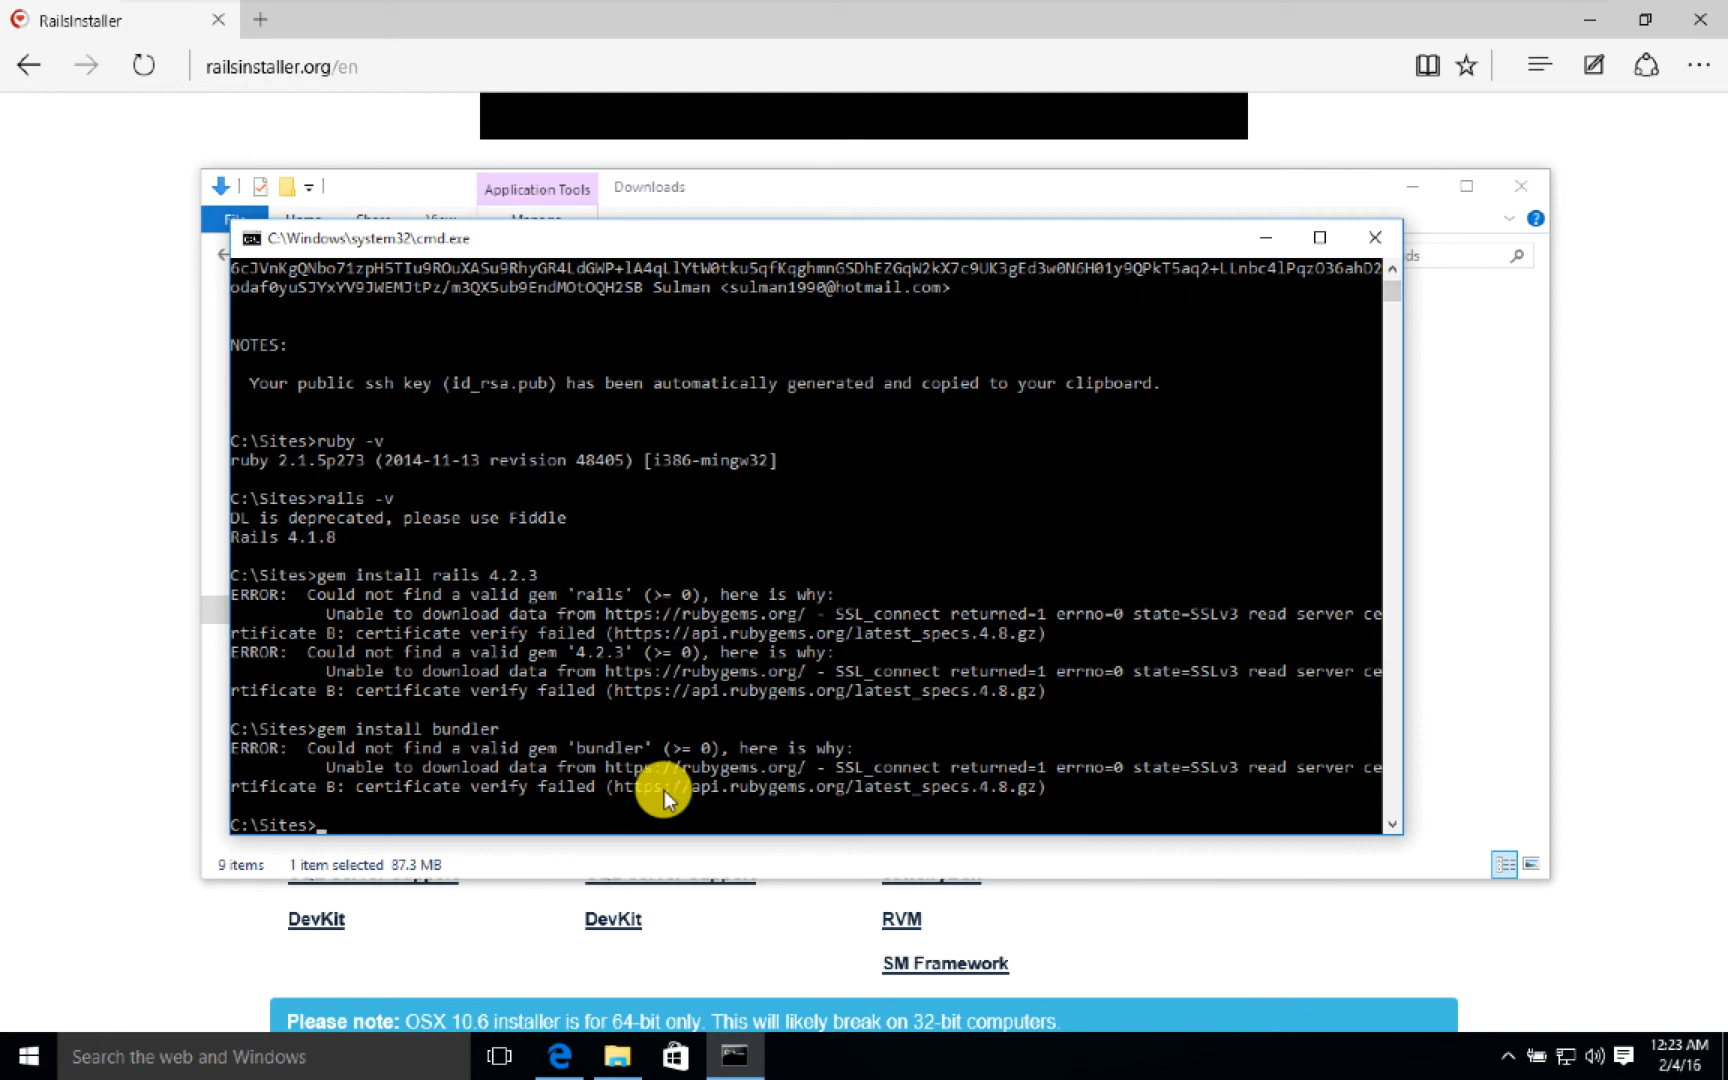 RailsInstaller
railsinstaller.org/en
Application Tools
Downloads
File Home Share View Manage
C:\Windows\system32\cmd.exe
ds
6cJVnKgQNbo71zpH5TIu9ROuXASu9RhyGR4LdGWP+lA4qLlYtW0tku5qfKqghmnGSDhEZGqW2kX7c9UK3gEd3w0N6H01y9QPkT5aq2+LLnbc4lPqzO36ahD2
odaf0yuSJYxYV9JWEMJtPz/m3QX5ub9EndMOtOQH2SB Sulman <sulman1990@hotmail.com>
NOTES:
Your public ssh key (id_rsa.pub) has been automatically generated and copied to your clipboard.
C:\Sites>ruby -v
ruby 2.1.5p273 (2014-11-13 revision 48405) [i386-mingw32]
C:\Sites>rails -v
DL is deprecated, please use Fiddle
Rails 4.1.8
C:\Sites>gem install rails 4.2.3
ERROR:  Could not find a valid gem 'rails' (>= 0), here is why:
Unable to download data from https://rubygems.org/ - SSL_connect returned=1 errno=0 state=SSLv3 read server ce
rtificate B: certificate verify failed (https://api.rubygems.org/latest_specs.4.8.gz)
ERROR:  Could not find a valid gem '4.2.3' (>= 0), here is why:
Unable to download data from https://rubygems.org/ - SSL_connect returned=1 errno=0 state=SSLv3 read server ce
rtificate B: certificate verify failed (https://api.rubygems.org/latest_specs.4.8.gz)
C:\Sites>gem install bundler
ERROR:  Could not find a valid gem 'bundler' (>= 0), here is why:
Unable to download data from https://rubygems.org/ - SSL_connect returned=1 errno=0 state=SSLv3 read server ce
rtificate B: certificate verify failed (https://api.rubygems.org/latest_specs.4.8.gz)
C:\Sites>_
9 items 1 item selected 87.3 MB
DevKit DevKit RVM
SM Framework
Please note: OSX 10.6 installer is for 64-bit only. This will likely break on 32-bit computers.
Search the web and Windows
12:23 AM
2/4/16